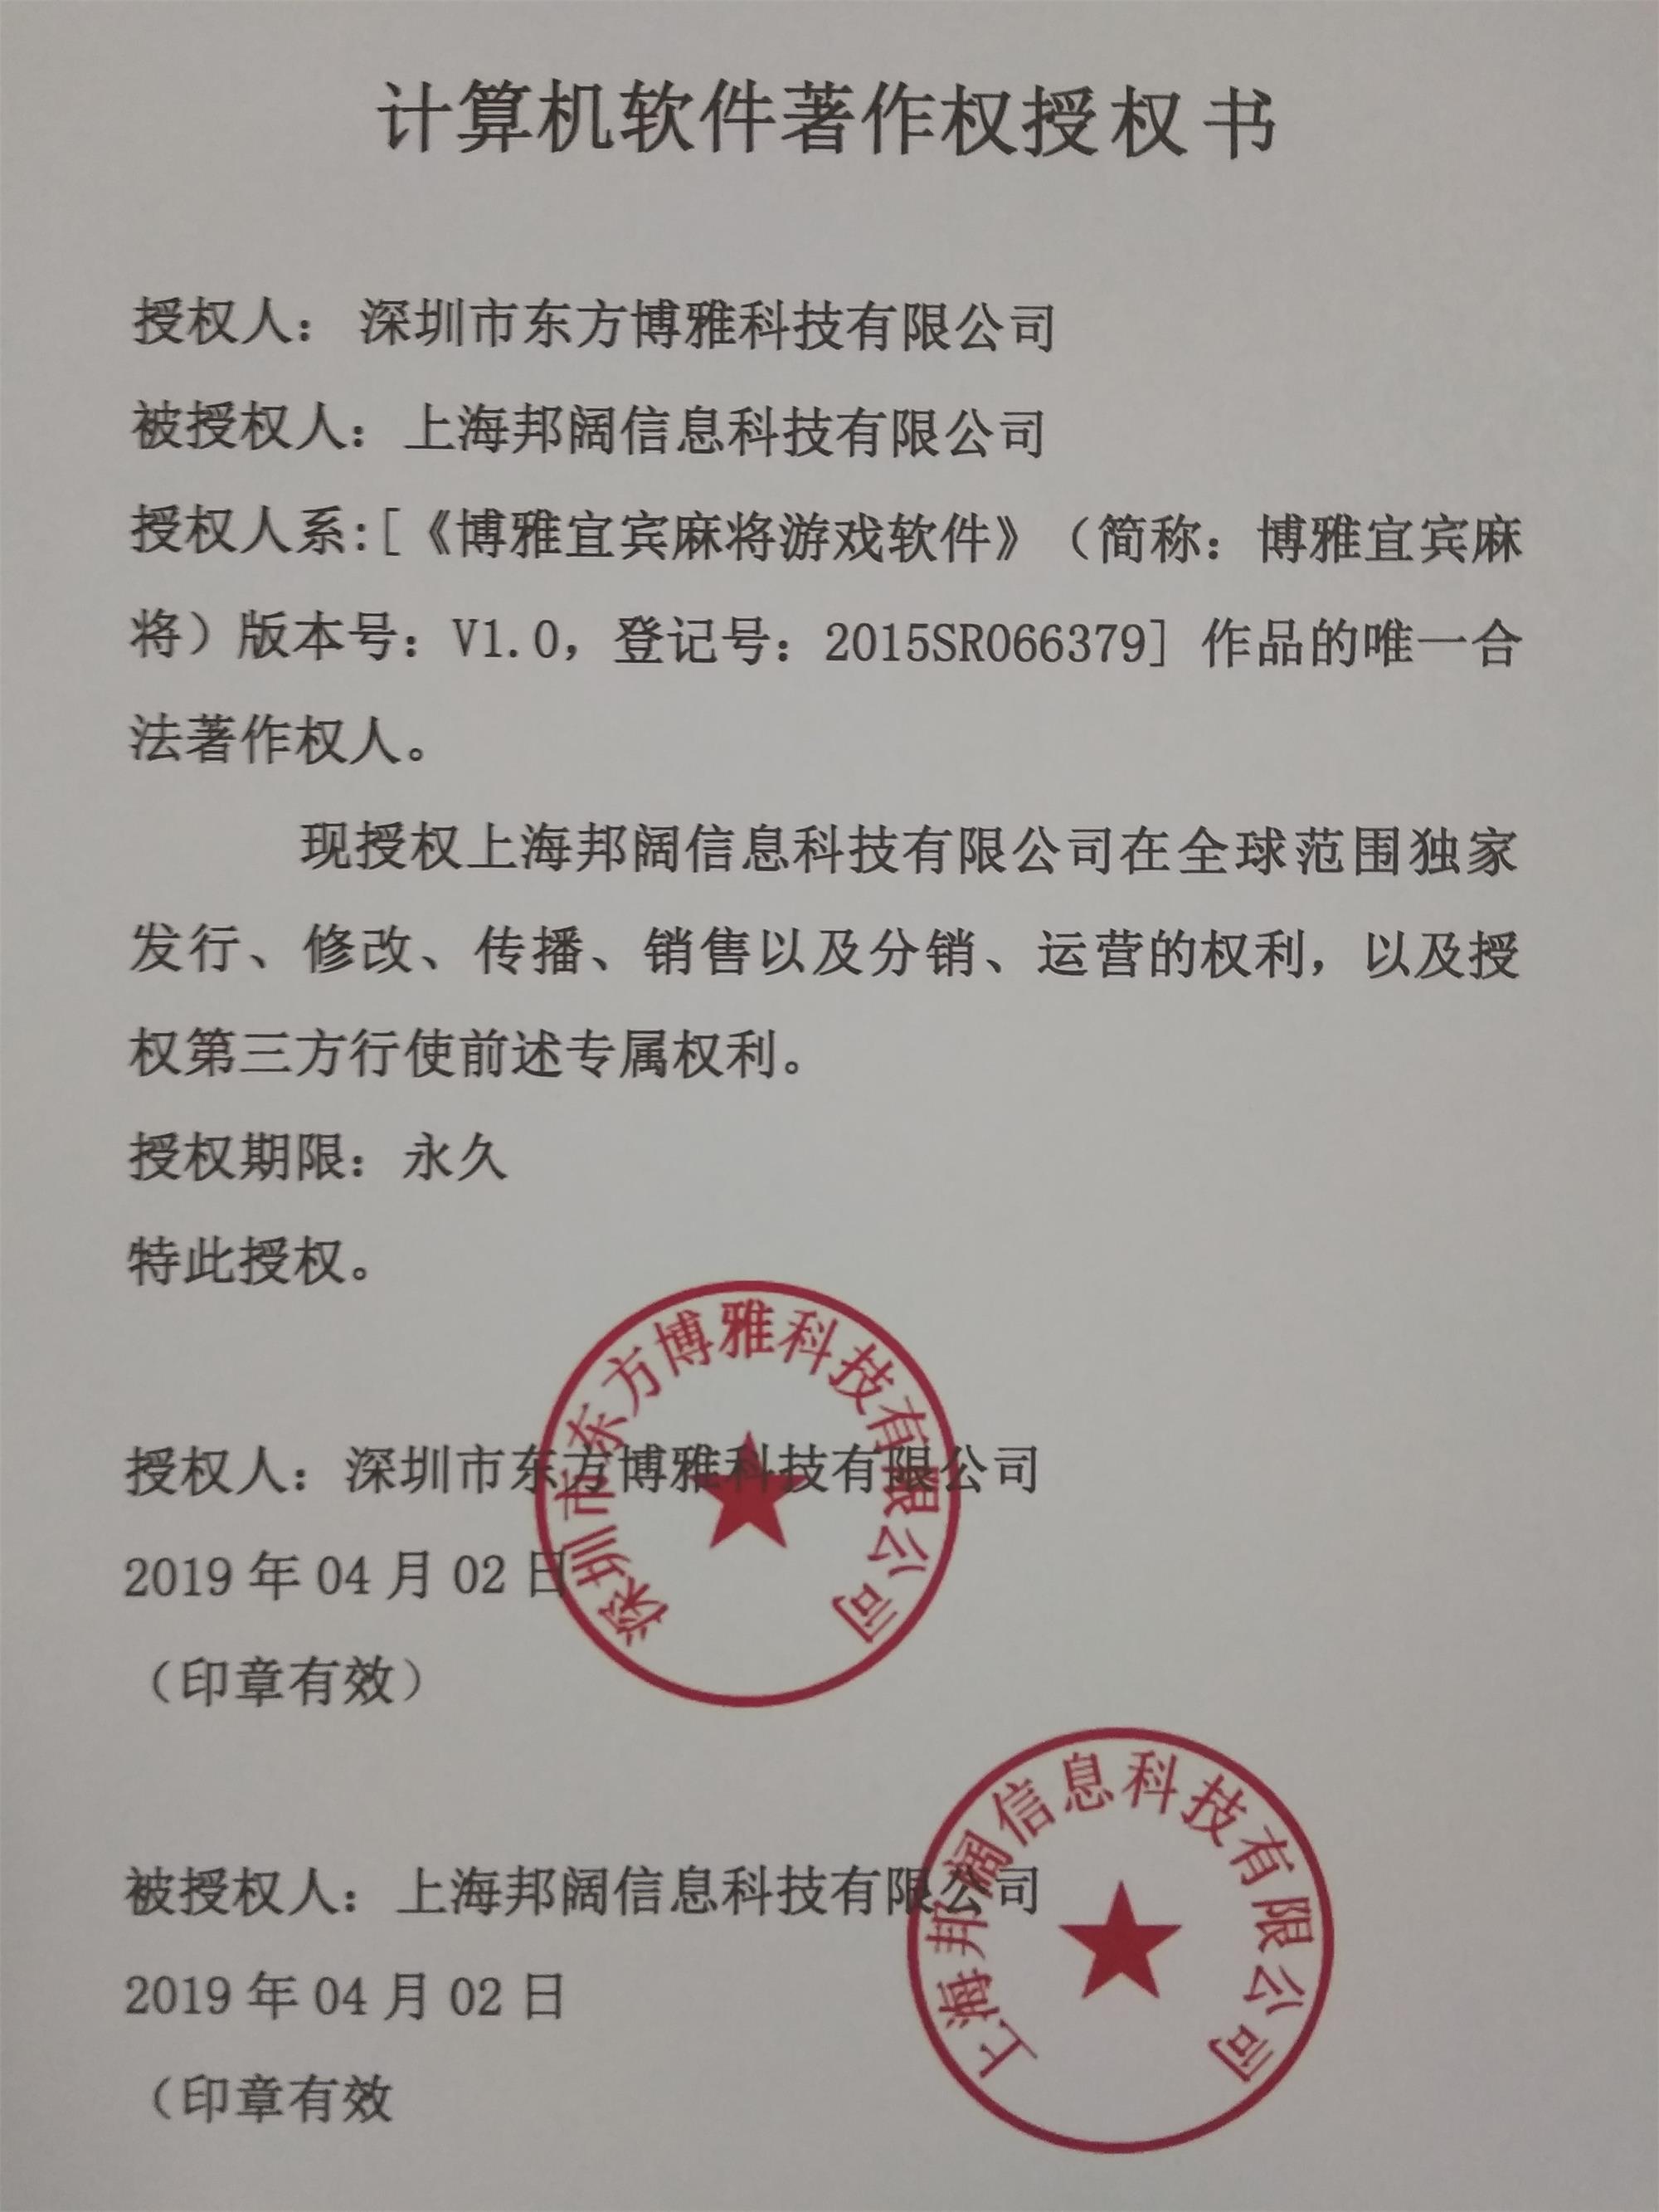 计算机软件著作权授权书
授权人： 深圳市东方博雅科技有限公司
被授权人：上海邦阔信息科技有限公司
授权人系:[《博雅宜宾麻将游戏软件》（简称：博雅宜宾麻
将）版本号：V1.0，登记号：2015SR066379] 作品的唯一合
法著作权人。
现授权上海邦阔信息科技有限公司在全球范围独家
发行、修改、传播、销售以及分销、运营的权利，以及授
权第三方行使前述专属权利。
授权期限：永久
特此授权。
深圳市东方博雅科技有限公司
授权人：深圳市东方博雅科技有限公司
2019 年 04 月 02 日
（印章有效）
上海邦阔信息科技有限公司
被授权人：上海邦阔信息科技有限公司
2019 年 04 月 02 日
（印章有效